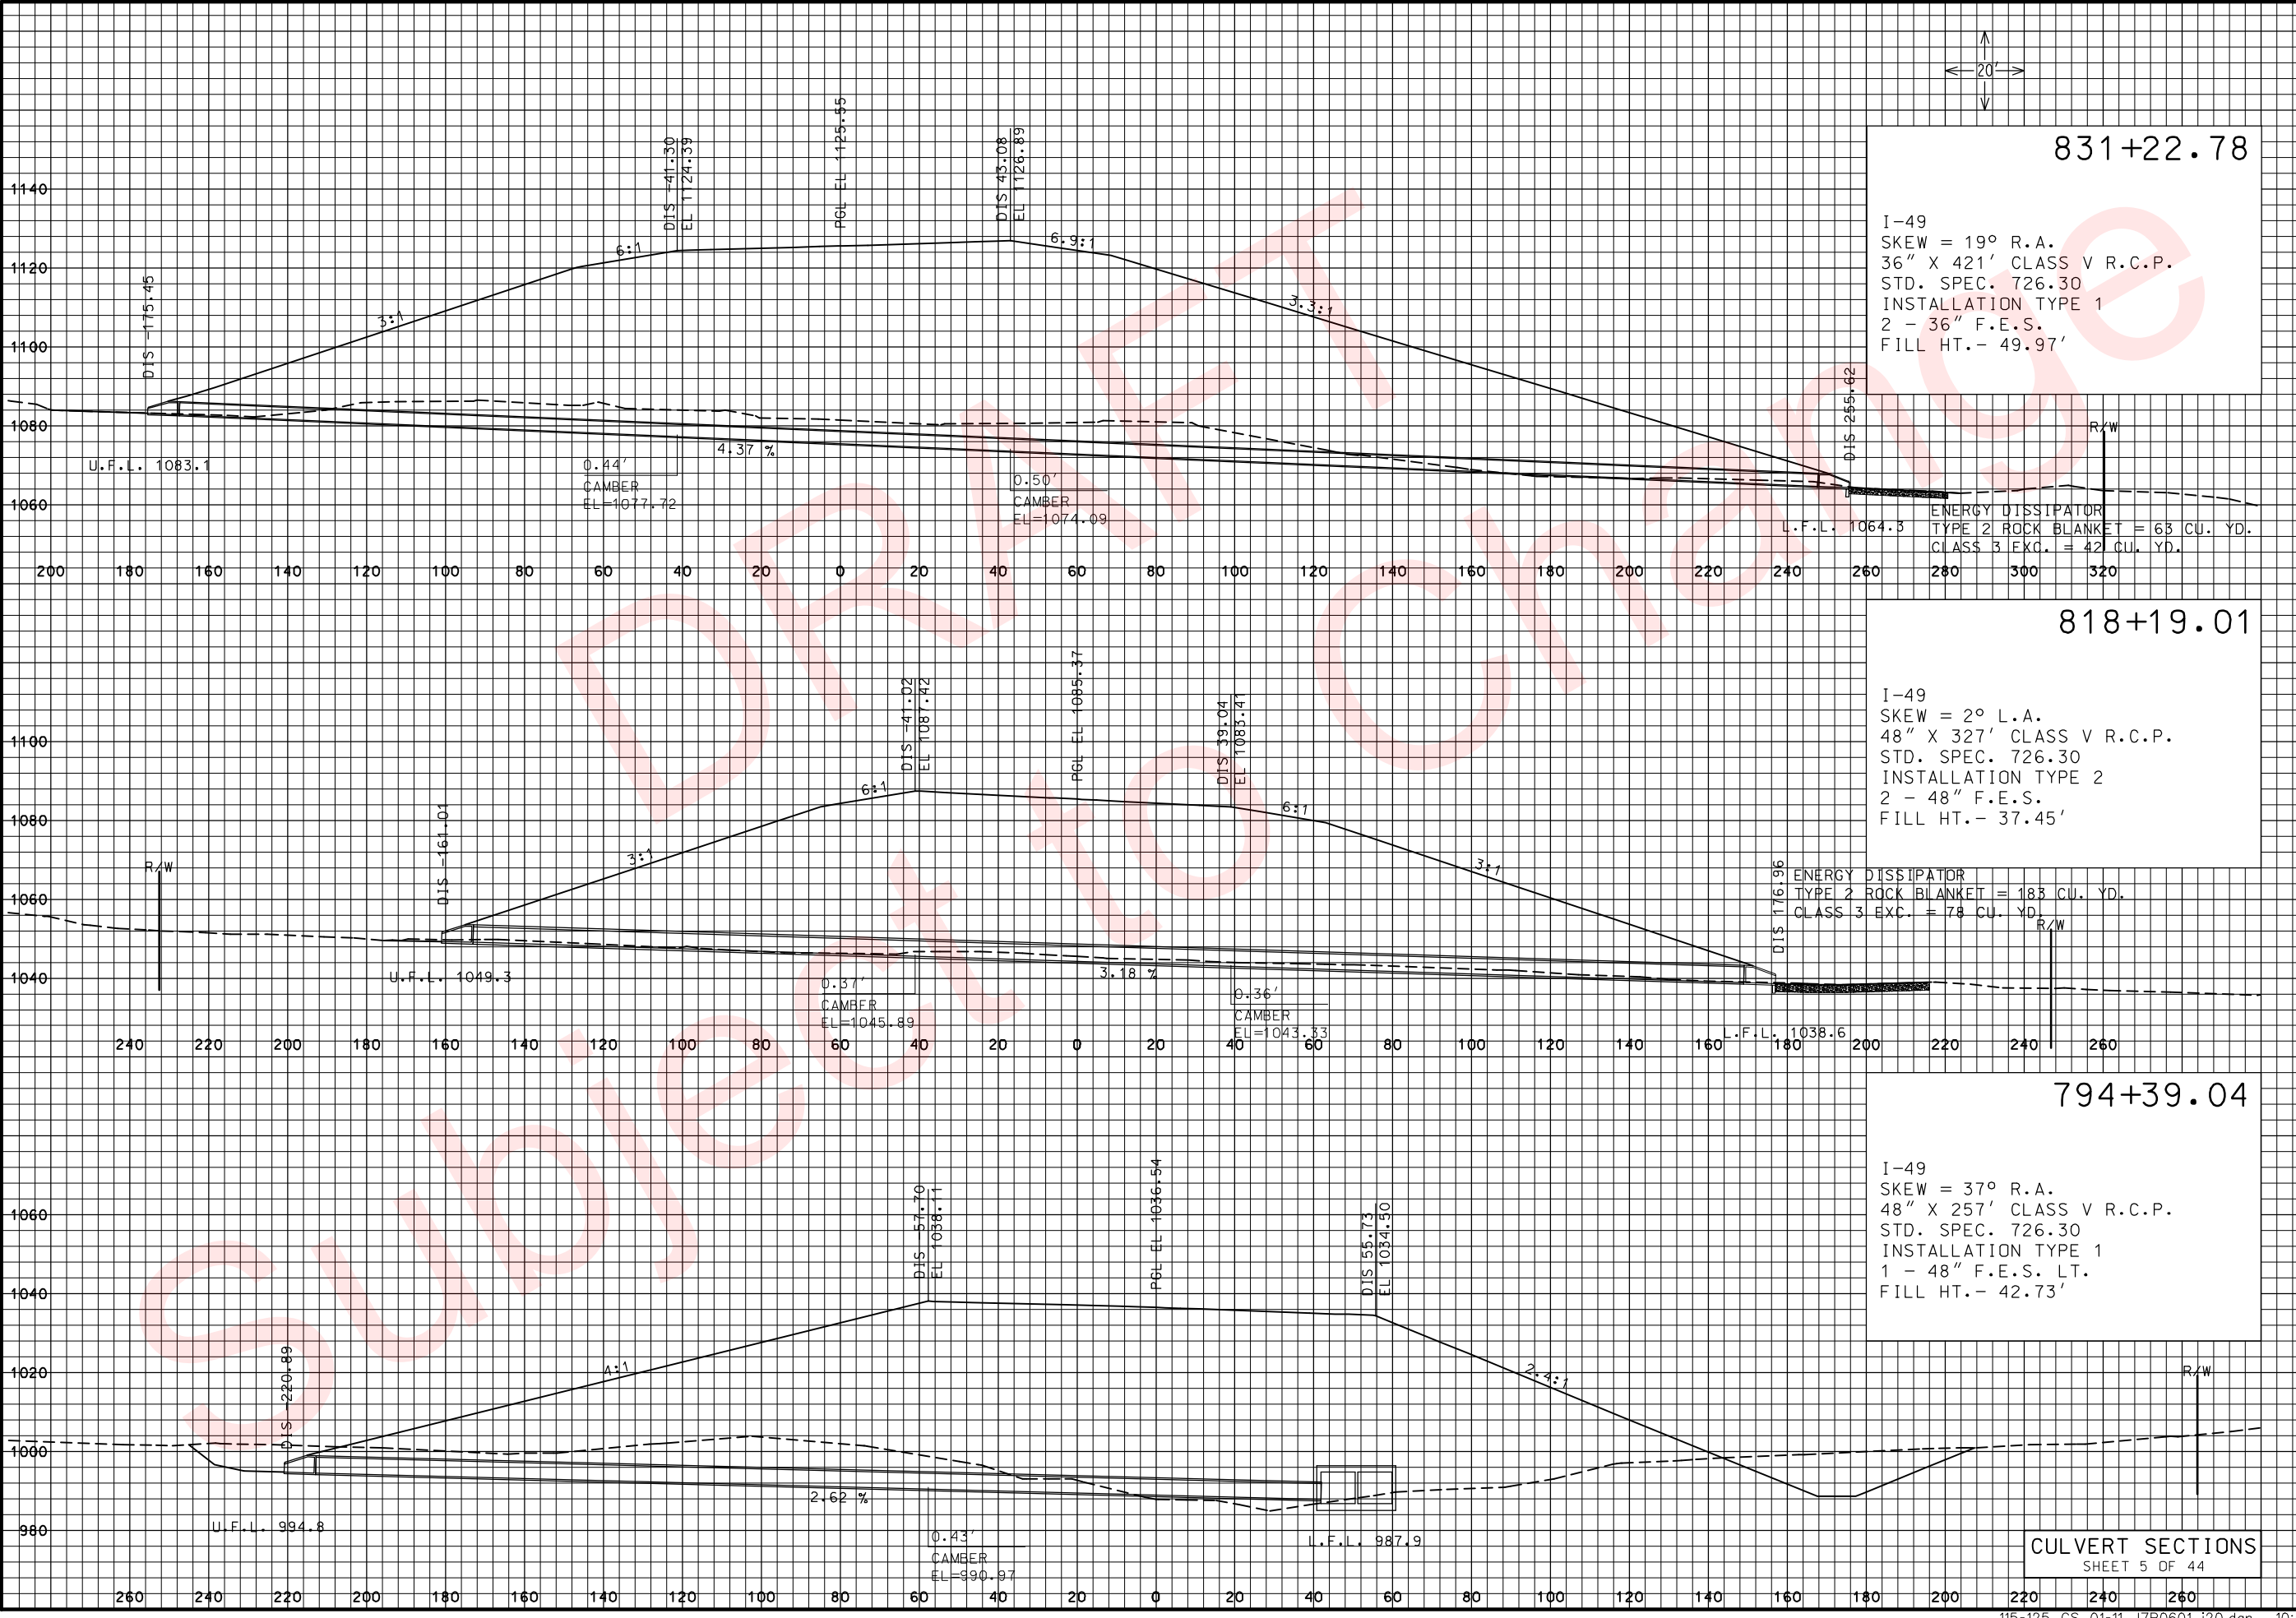 20'
831+22.78
I-49
SKEW = 19° R.A.
36" X 421' CLASS V R.C.P.
STD. SPEC. 726.30
INSTALLATION TYPE 1
2 - 36" F.E.S.
FILL HT.- 49.97'
DIS -175.45
DIS -41.30
EL 1124.39
PGL EL 1125.55
DIS 43.08
EL 1126.89
DIS 255.62
R/W
3:1
6:1
6.9:1
3.3:1
1140
1120
1100
1080
1060
U.F.L. 1083.1
0.44'
CAMBER
EL=1077.72
4.37 %
0.50'
CAMBER
EL=1074.09
L.F.L. 1064.3
ENERGY DISSIPATOR
TYPE 2 ROCK BLANKET = 63 CU. YD.
CLASS 3 EXC. = 42 CU. YD.
200 180 160 140 120 100 80 60 40 20 0 20 40 60 80 100 120 140 160 180 200 220 240 260 280 300 320
818+19.01
I-49
SKEW = 2° L.A.
48" X 327' CLASS V R.C.P.
STD. SPEC. 726.30
INSTALLATION TYPE 2
2 - 48" F.E.S.
FILL HT.- 37.45'
R/W
DIS -161.01
DIS -41.02
EL 1087.42
PGL EL 1085.37
DIS 39.04
EL 1083.41
DIS 176.96
3:1
6:1
6:1
3:1
1100
1080
1060
1040
ENERGY DISSIPATOR
TYPE 2 ROCK BLANKET = 183 CU. YD.
CLASS 3 EXC. = 78 CU. YD.
R/W
U.F.L. 1049.3
0.37'
CAMBER
EL=1045.89
3.18 %
0.36'
CAMBER
EL=1043.33
L.F.L. 1038.6
240 220 200 180 160 140 120 100 80 60 40 20 0 20 40 60 80 100 120 140 160 180 200 220 240 260
794+39.04
I-49
SKEW = 37° R.A.
48" X 257' CLASS V R.C.P.
STD. SPEC. 726.30
INSTALLATION TYPE 1
1 - 48" F.E.S. LT.
FILL HT.- 42.73'
DIS -220.89
DIS -57.70
EL 1038.11
PGL EL 1036.54
DIS 55.73
EL 1034.50
R/W
4:1
2.4:1
1060
1040
1020
1000
980
U.F.L. 994.8
2.62 %
0.43'
CAMBER
EL=990.97
L.F.L. 987.9
260 240 220 200 180 160 140 120 100 80 60 40 20 0 20 40 60 80 100 120 140 160 180 200 220 240 260
CULVERT SECTIONS
SHEET 5 OF 44
DRAFT
Subject to Change